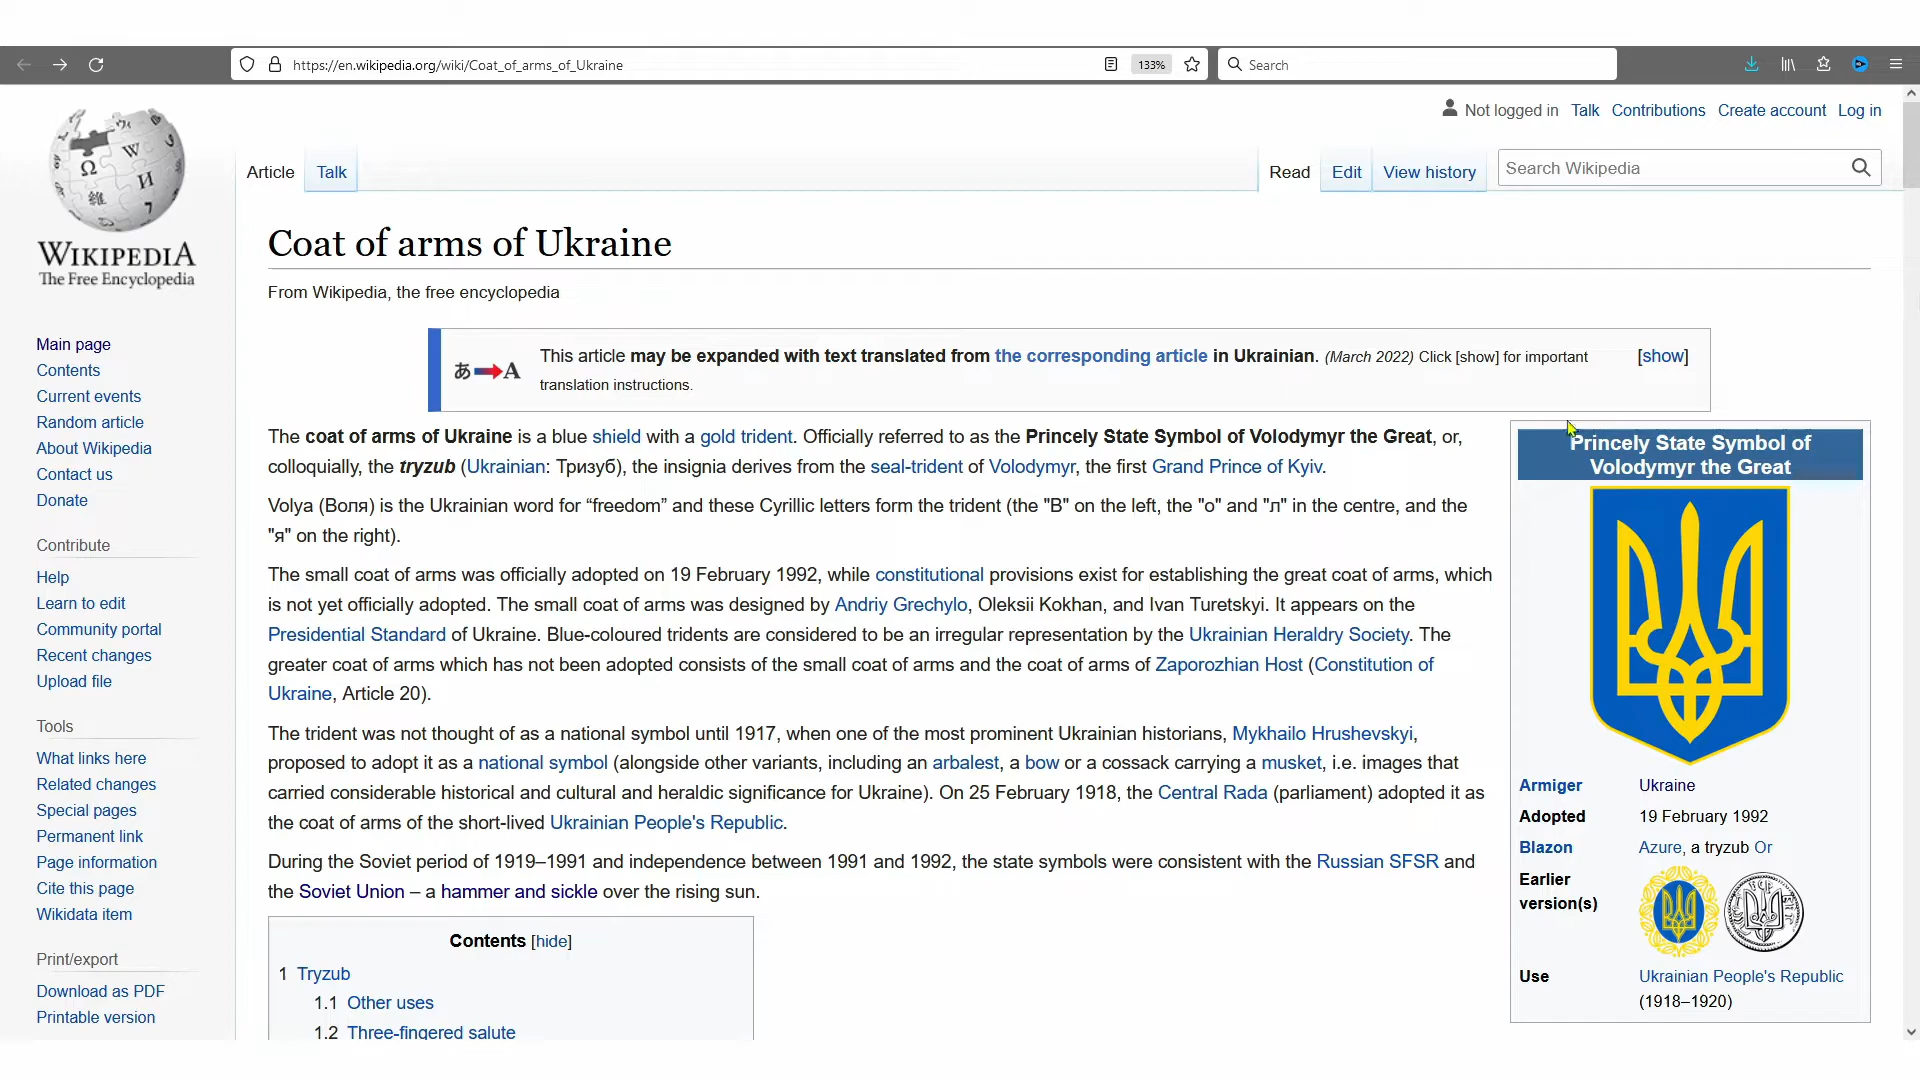 https://en.wikipedia.org/wiki/Coat_of_arms_of_Ukraine
133%
Search
Not logged in Talk Contributions Create account Log in
WIKIPEDIA
The Free Encyclopedia
Article Talk
Read Edit View history
Search Wikipedia
Coat of arms of Ukraine
From Wikipedia, the free encyclopedia
This article may be expanded with text translated from the corresponding article in Ukrainian. (March 2022) Click [show] for important
translation instructions.
[show]
The coat of arms of Ukraine is a blue shield with a gold trident. Officially referred to as the Princely State Symbol of Volodymyr the Great, or,
colloquially, the tryzub (Ukrainian: Тризуб), the insignia derives from the seal-trident of Volodymyr, the first Grand Prince of Kyiv.
Volya (Воля) is the Ukrainian word for “freedom” and these Cyrillic letters form the trident (the "В" on the left, the "о" and "л" in the centre, and the
"я" on the right).
The small coat of arms was officially adopted on 19 February 1992, while constitutional provisions exist for establishing the great coat of arms, which
is not yet officially adopted. The small coat of arms was designed by Andriy Grechylo, Oleksii Kokhan, and Ivan Turetskyi. It appears on the
Presidential Standard of Ukraine. Blue-coloured tridents are considered to be an irregular representation by the Ukrainian Heraldry Society. The
greater coat of arms which has not been adopted consists of the small coat of arms and the coat of arms of Zaporozhian Host (Constitution of
Ukraine, Article 20).
The trident was not thought of as a national symbol until 1917, when one of the most prominent Ukrainian historians, Mykhailo Hrushevskyi,
proposed to adopt it as a national symbol (alongside other variants, including an arbalest, a bow or a cossack carrying a musket, i.e. images that
carried considerable historical and cultural and heraldic significance for Ukraine). On 25 February 1918, the Central Rada (parliament) adopted it as
the coat of arms of the short-lived Ukrainian People's Republic.
During the Soviet period of 1919–1991 and independence between 1991 and 1992, the state symbols were consistent with the Russian SFSR and
the Soviet Union – a hammer and sickle over the rising sun.
Contents [hide]
1 Tryzub
1.1 Other uses
1.2 Three-fingered salute
Princely State Symbol of
Volodymyr the Great
Armiger Ukraine
Adopted 19 February 1992
Blazon Azure, a tryzub Or
Earlier
version(s)
Use Ukrainian People's Republic
(1918–1920)
Main page
Contents
Current events
Random article
About Wikipedia
Contact us
Donate
Contribute
Help
Learn to edit
Community portal
Recent changes
Upload file
Tools
What links here
Related changes
Special pages
Permanent link
Page information
Cite this page
Wikidata item
Print/export
Download as PDF
Printable version